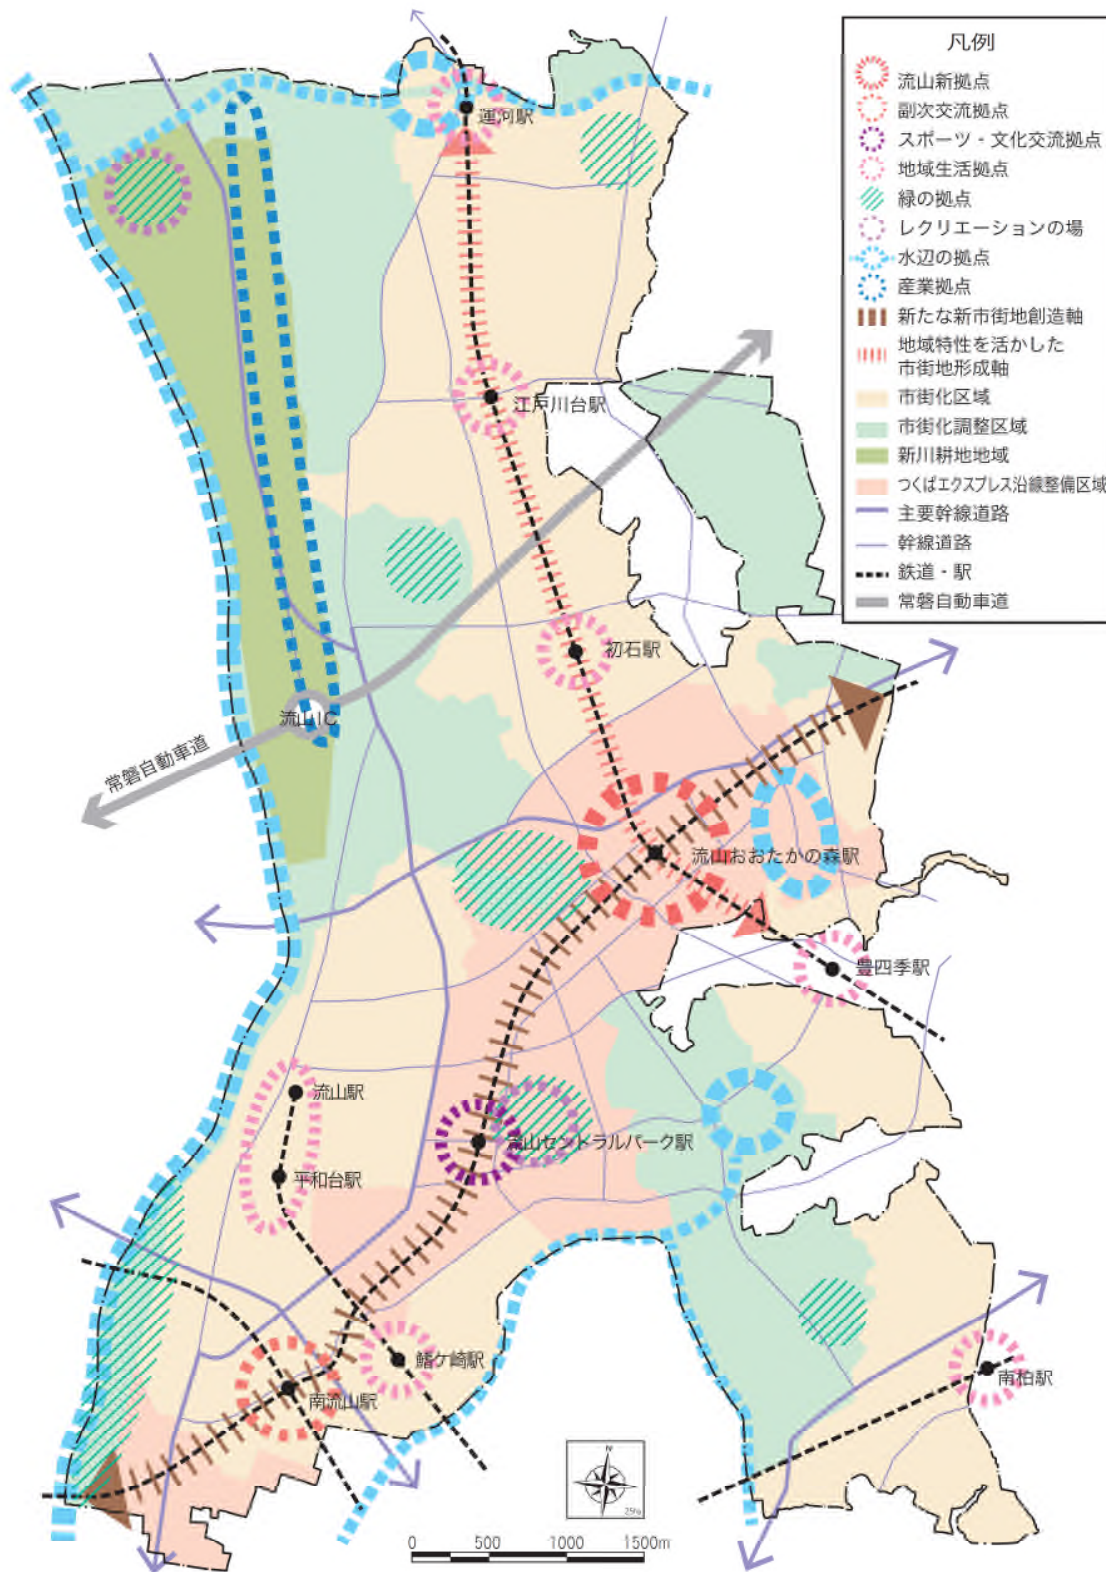 凡例
流山新拠点
副次交流拠点
スポーツ・文化交流拠点
地域生活拠点
緑の拠点
レクリエーションの場
水辺の拠点
産業拠点
新たな新市街地創造軸
地域特性を活かした
市街地形成軸
市街化区域
市街化調整区域
新川耕地地域
つくばエクスプレス沿線整備区域
主要幹線道路
幹線道路
鉄道・駅
常磐自動車道
運河駅
江戸川台駅
初石駅
流山IC
常磐自動車道
流山おおたかの森駅
豊四季駅
流山駅
流山セントラルパーク駅
平和台駅
鰭ケ崎駅
南流山駅
南柏駅
N
0 500 1000 1500m